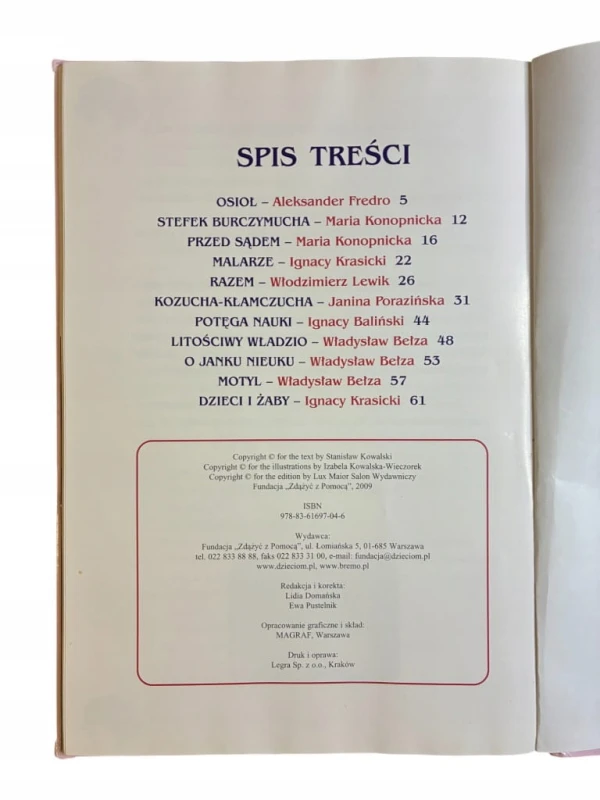 SPIS TREŚCI
OSIOŁ – Aleksander Fredro 5
STEFEK BURCZYMUCHA – Maria Konopnicka 12
PRZED SĄDEM – Maria Konopnicka 16
MALARZE – Ignacy Krasicki 22
RAZEM – Włodzimierz Lewik 26
KOZUCHA-KŁAMCZUCHA – Janina Porazińska 31
POTĘGA NAUKI – Ignacy Baliński 44
LITOŚCIWY WŁADZIO – Władysław Bełza 48
O JANKU NIEUKU – Władysław Bełza 53
MOTYL – Władysław Bełza 57
DZIECI I ŻABY – Ignacy Krasicki 61
Copyright © for the text by Stanisław Kowalski
Copyright © for the illustrations by Izabela Kowalska-Wieczorek
Copyright © for the edition by Lux Maior Salon Wydawniczy
Fundacja „Zdążyć z Pomocą”, 2009
ISBN
978-83-61697-04-6
Wydawca:
Fundacja „Zdążyć z Pomocą”, ul. Łomiańska 5, 01-685 Warszawa
tel. 022 833 88 88, faks 022 833 31 00, e-mail: fundacja@dzieciom.pl
www.dzieciom.pl, www.bremo.pl
Redakcja i korekta:
Lidia Domańska
Ewa Pustelnik
Opracowanie graficzne i skład:
MAGRAF, Warszawa
Druk i oprawa:
Legra Sp. z o.o., Kraków